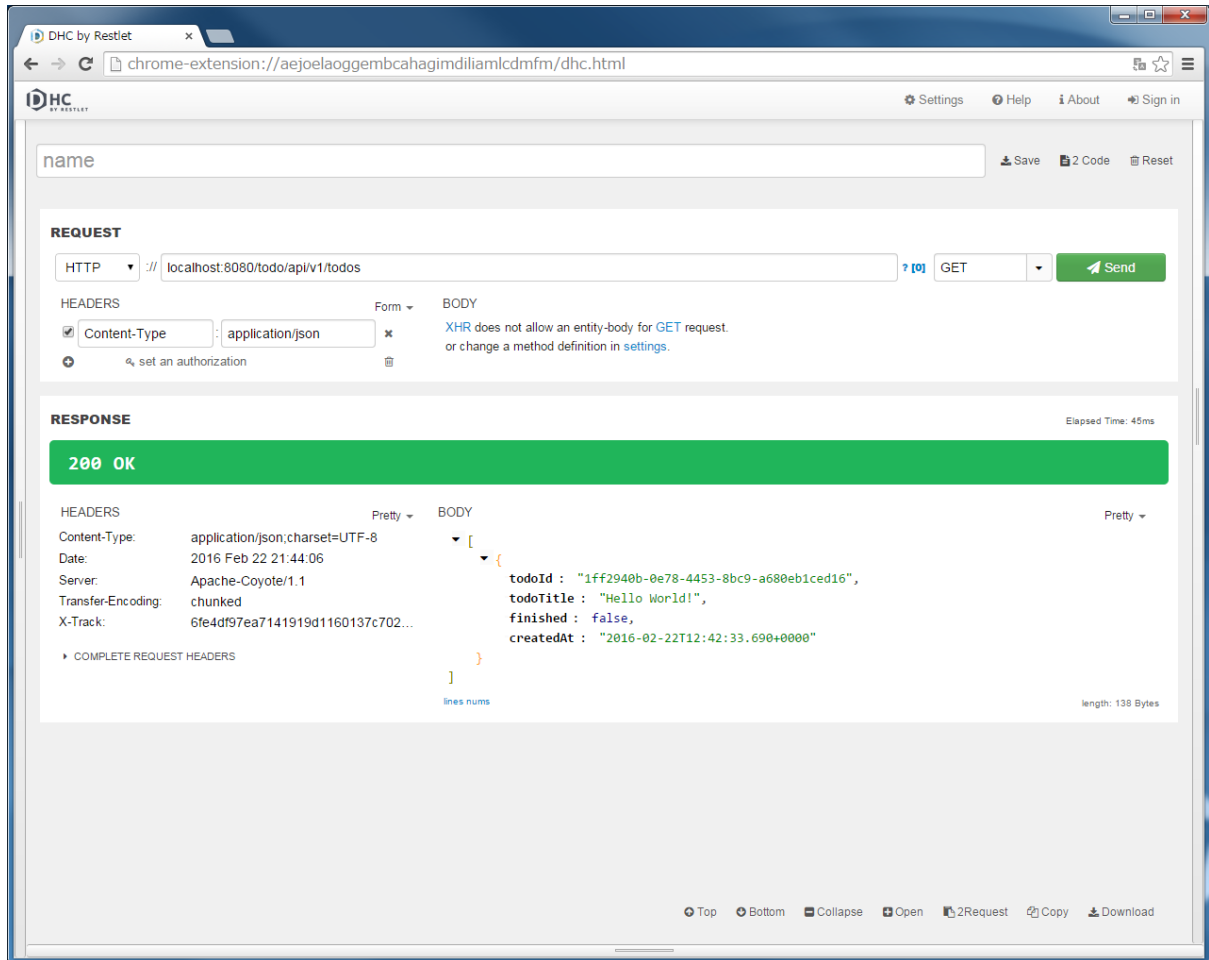 DHC by Restlet
chrome-extension://aejoelaoggembcahagimdiliamlcdmfm/dhc.html
DHC BY RESTLET
Settings Help About Sign in
name
Save 2 Code Reset
REQUEST
HTTP :// localhost:8080/todo/api/v1/todos ? [0] GET Send
HEADERS Form BODY
Content-Type : application/json XHR does not allow an entity-body for GET request.
or change a method definition in settings.
set an authorization
RESPONSE Elapsed Time: 45ms
200 OK
HEADERS Pretty BODY Pretty
Content-Type: application/json;charset=UTF-8 [
Date: 2016 Feb 22 21:44:06 {
Server: Apache-Coyote/1.1 todoId : "1ff2940b-0e78-4453-8bc9-a680eb1ced16",
Transfer-Encoding: chunked todoTitle : "Hello World!",
X-Track: 6fe4df97ea7141919d1160137c702... finished : false,
createdAt : "2016-02-22T12:42:33.690+0000"
COMPLETE REQUEST HEADERS }
]
lines nums length: 138 Bytes
Top Bottom Collapse Open 2Request Copy Download